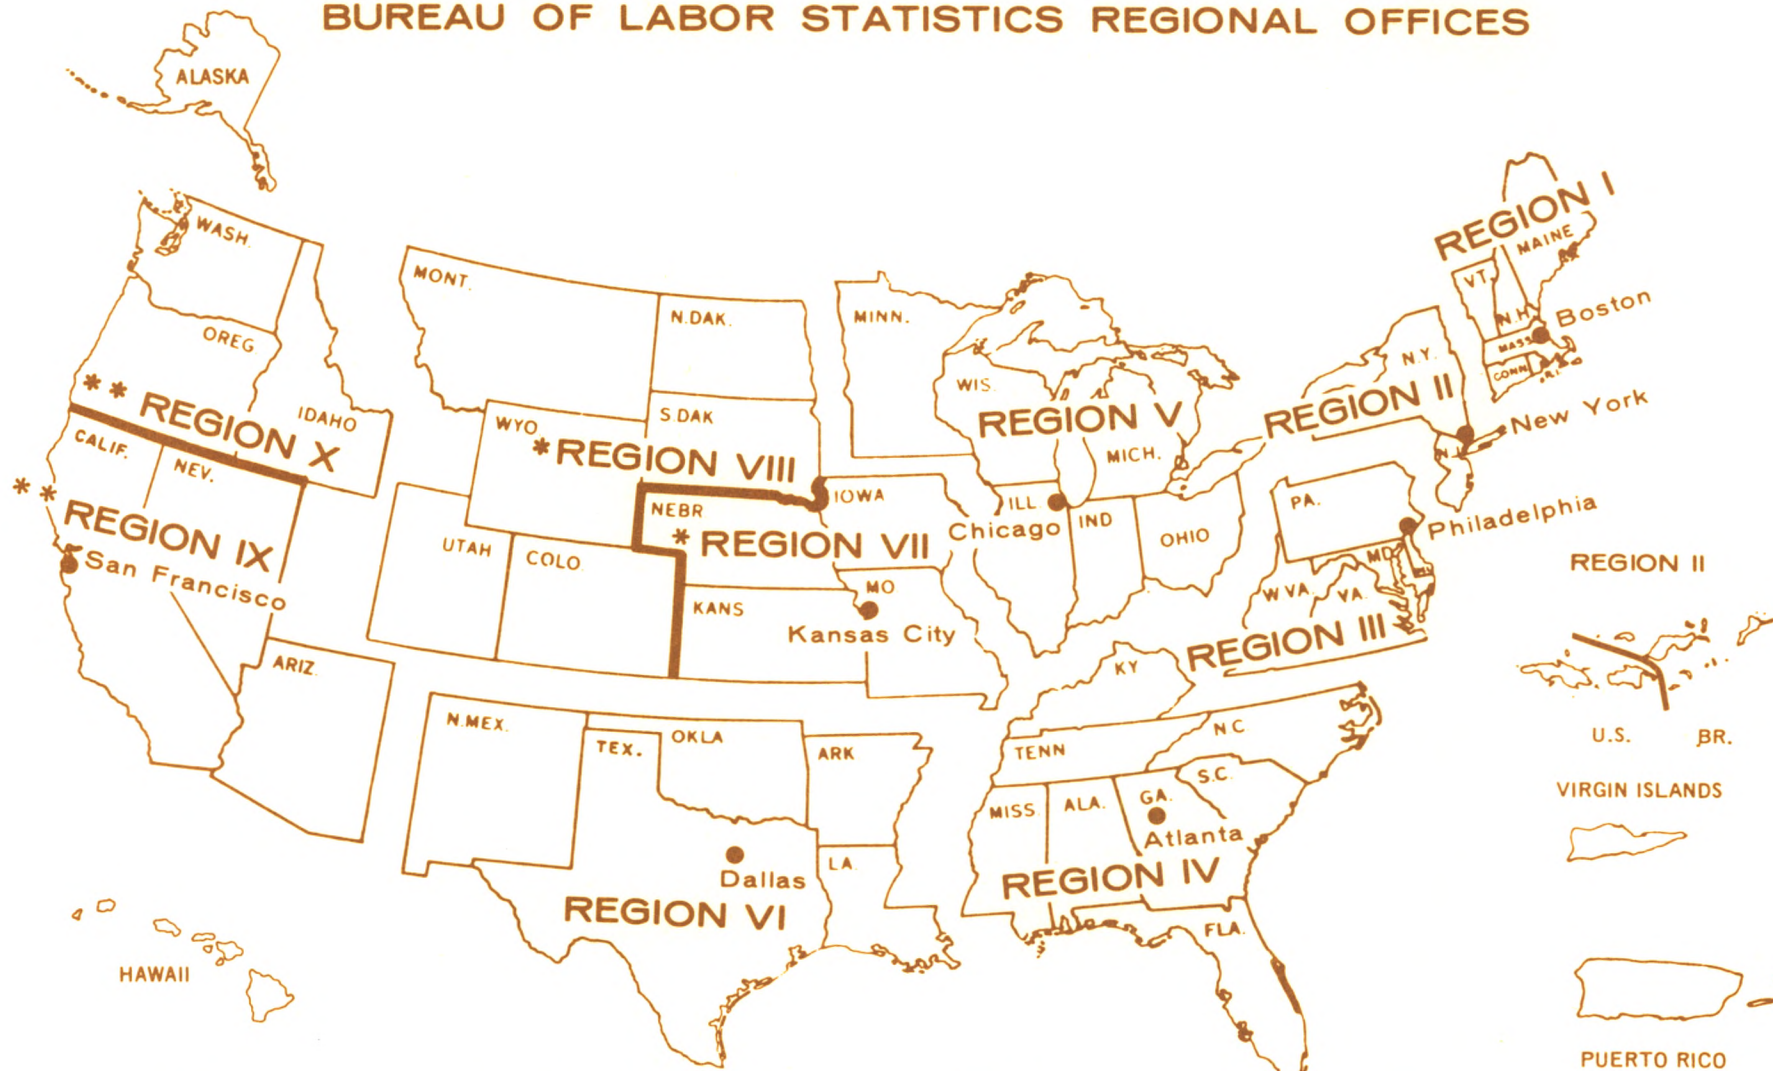 BUREAU OF LABOR STATISTICS REGIONAL OFFICES
ALASKA
WASH.
OREG
IDAHO
** REGION X
CALIF.
NEV.
** REGION IX
San Francisco
ARIZ.
HAWAII
MONT.
N.DAK.
S.DAK
WYO.
* REGION VIII
UTAH
COLO.
NEBR
IOWA
* REGION VII
KANS
MO
Kansas City
N.MEX.
TEX.
OKLA
ARK
LA.
Dallas
REGION VI
MINN.
WIS.
REGION V
MICH.
ILL.
Chicago
IND
OHIO
KY
TENN
N C
S.C.
MISS.
ALA.
GA.
Atlanta
REGION IV
FLA.
REGION I
MAINE
VT.
N.H.
MASS.
CONN.
R.I.
Boston
N.Y.
REGION II
New York
N.J.
PA.
Philadelphia
MD.
W VA.
VA.
REGION III
REGION II
U.S. BR.
VIRGIN ISLANDS
PUERTO RICO